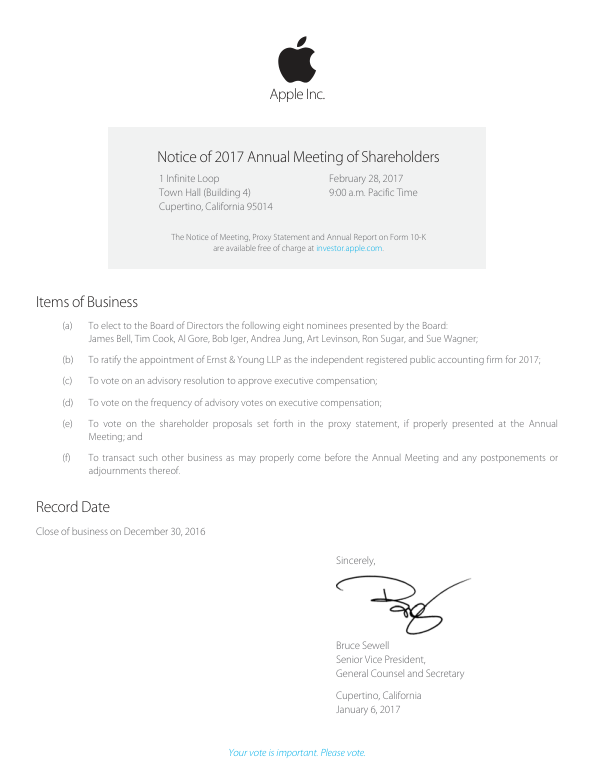 Apple Inc.
Notice of 2017 Annual Meeting of Shareholders
1 Infinite Loop
Town Hall (Building 4)
Cupertino, California 95014
February 28, 2017
9:00 a.m. Pacific Time
The Notice of Meeting, Proxy Statement and Annual Report on Form 10-K
are available free of charge at investor.apple.com.
Items of Business
(a) To elect to the Board of Directors the following eight nominees presented by the Board:
James Bell, Tim Cook, Al Gore, Bob Iger, Andrea Jung, Art Levinson, Ron Sugar, and Sue Wagner;
(b) To ratify the appointment of Ernst & Young LLP as the independent registered public accounting firm for 2017;
(c) To vote on an advisory resolution to approve executive compensation;
(d) To vote on the frequency of advisory votes on executive compensation;
(e) To vote on the shareholder proposals set forth in the proxy statement, if properly presented at the Annual
Meeting; and
(f) To transact such other business as may properly come before the Annual Meeting and any postponements or
adjournments thereof.
Record Date
Close of business on December 30, 2016
Sincerely,
Bruce Sewell
Senior Vice President,
General Counsel and Secretary
Cupertino, California
January 6, 2017
Your vote is important. Please vote.